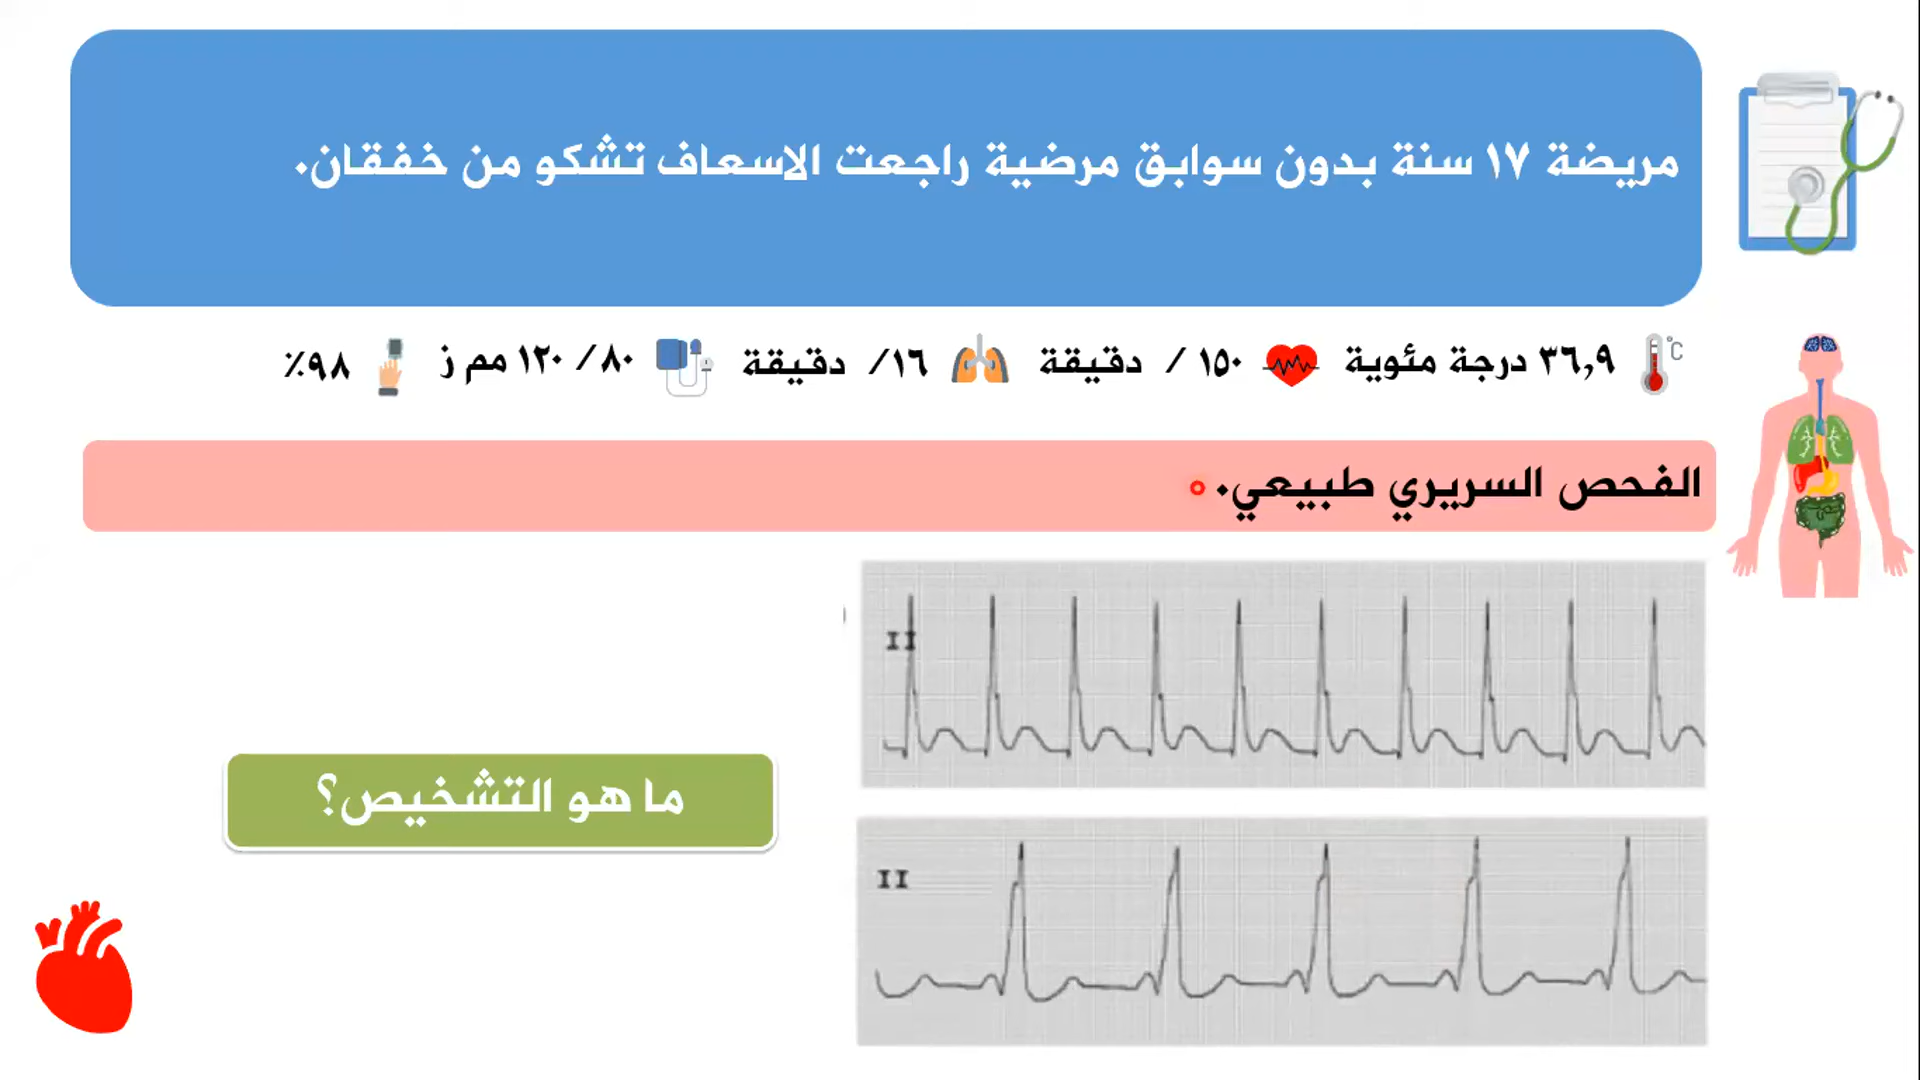 مريضة ١٧ سنة بدون سوابق مرضية راجعت الاسعاف تشكو من خفقان.
٣٦,٩ درجة مئوية
١٥٠ / دقيقة
١٦/ دقيقة
١٢٠ /٨٠ مم ز
٩٨٪
°C
الفحص السريري طبيعي.
II
ما هو التشخيص؟
II